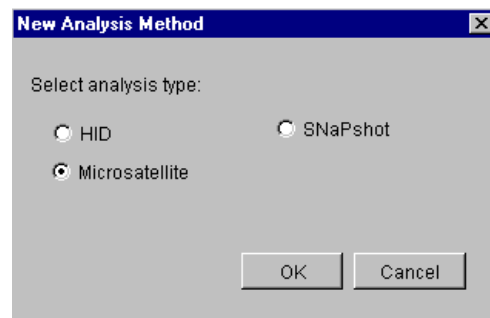 New Analysis Method
Select analysis type:
HID
SNaPshot
Microsatellite
OK
Cancel